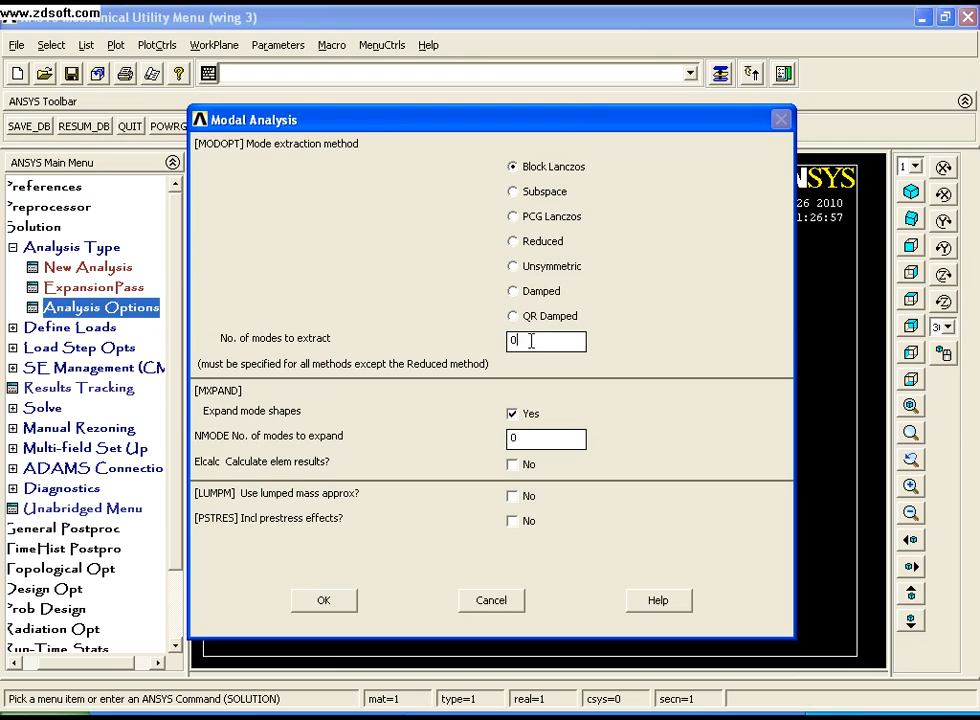 www.zdsoft.com
Mechanical Utility Menu (wing 3)
File Select List Plot PlotCtrls WorkPlane Parameters Macro MenuCtrls Help
ANSYS Toolbar
SAVE_DB RESUM_DB QUIT POWRG
ANSYS Main Menu
>references
>reprocessor
Solution
Analysis Type
New Analysis
ExpansionPass
Analysis Options
Define Loads
Load Step Opts
SE Management (CM
Results Tracking
Solve
Manual Rezoning
Multi-field Set Up
ADAMS Connectio
Diagnostics
Unabridged Menu
General Postproc
TimeHist Postpro
Topological Opt
Design Opt
Prob Design
Radiation Opt
Run-Time Stats
Modal Analysis
[MODOPT] Mode extraction method
Block Lanczos
Subspace
PCG Lanczos
Reduced
Unsymmetric
Damped
QR Damped
No. of modes to extract 0
(must be specified for all methods except the Reduced method)
[MXPAND]
Expand mode shapes Yes
NMODE No. of modes to expand 0
Elcalc Calculate elem results? No
[LUMPM] Use lumped mass approx? No
[PSTRES] Incl prestress effects? No
OK Cancel Help
NSYS
26 2010
1:26:57
1
3
Pick a menu item or enter an ANSYS Command (SOLUTION) mat=1 type=1 real=1 csys=0 secn=1